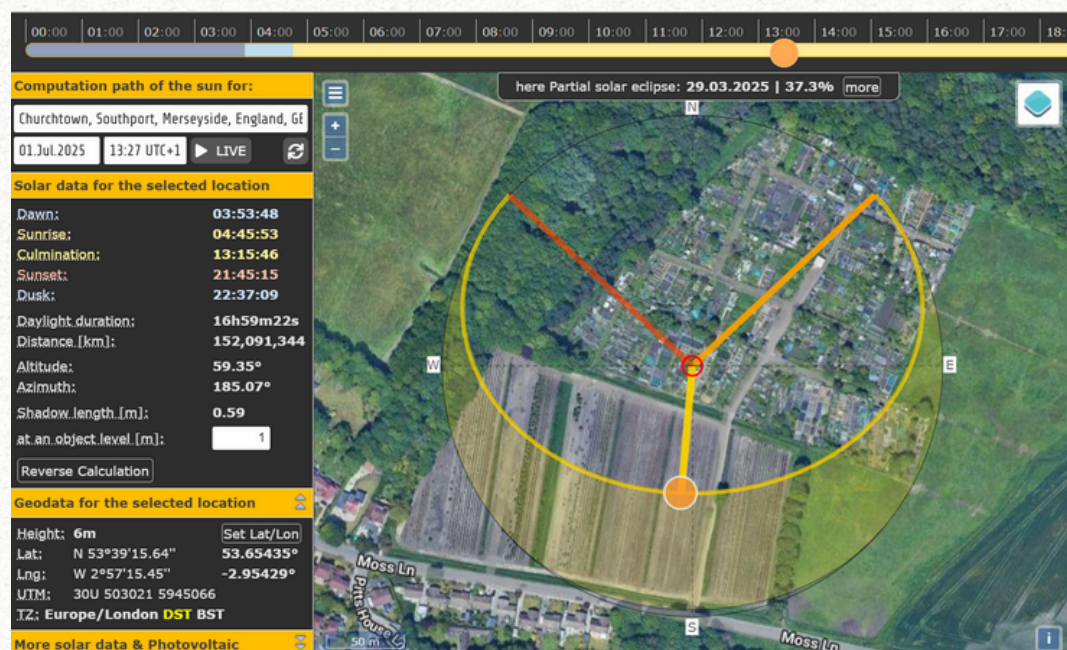 00:00 01:00 02:00 03:00 04:00 05:00 06:00 07:00 08:00 09:00 10:00 11:00 12:00 13:00 14:00 15:00 16:00 17:00 18:
Computation path of the sun for:
Churchtown, Southport, Merseyside, England, GB
01.Jul.2025 13:27 UTC+1 LIVE
Solar data for the selected location
Dawn: 03:53:48
Sunrise: 04:45:53
Culmination: 13:15:46
Sunset: 21:45:15
Dusk: 22:37:09
Daylight duration: 16h59m22s
Distance [km]: 152,091,344
Altitude: 59.35°
Azimuth: 185.07°
Shadow length [m]: 0.59
at an object level [m]: 1
Reverse Calculation
Geodata for the selected location
Height: 6m Set Lat/Lon
Lat: N 53°39'15.64" 53.65435°
Lng: W 2°57'15.45" -2.95429°
UTM: 30U 503021 5945066
TZ: Europe/London DST BST
More solar data & Photovoltaic
here Partial solar eclipse: 29.03.2025 | 37.3% more
+
−
N
W
E
S
Moss Ln
Pitts House L
Moss Ln
50 m
i